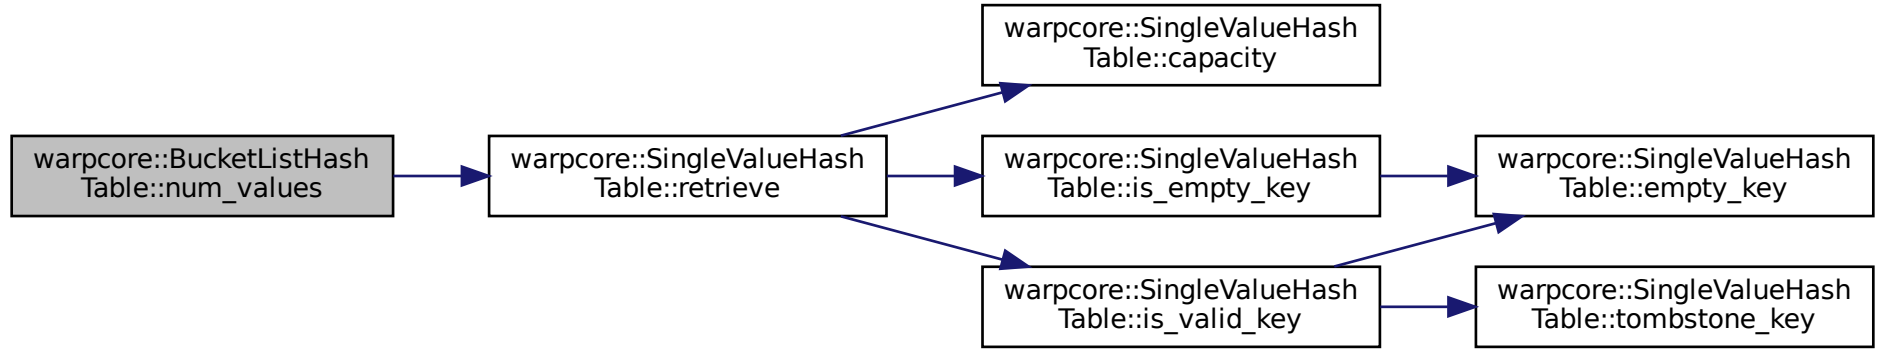 warpcore::BucketListHash
Table::num_values
warpcore::SingleValueHash
Table::retrieve
warpcore::SingleValueHash
Table::capacity
warpcore::SingleValueHash
Table::is_empty_key
warpcore::SingleValueHash
Table::is_valid_key
warpcore::SingleValueHash
Table::empty_key
warpcore::SingleValueHash
Table::tombstone_key